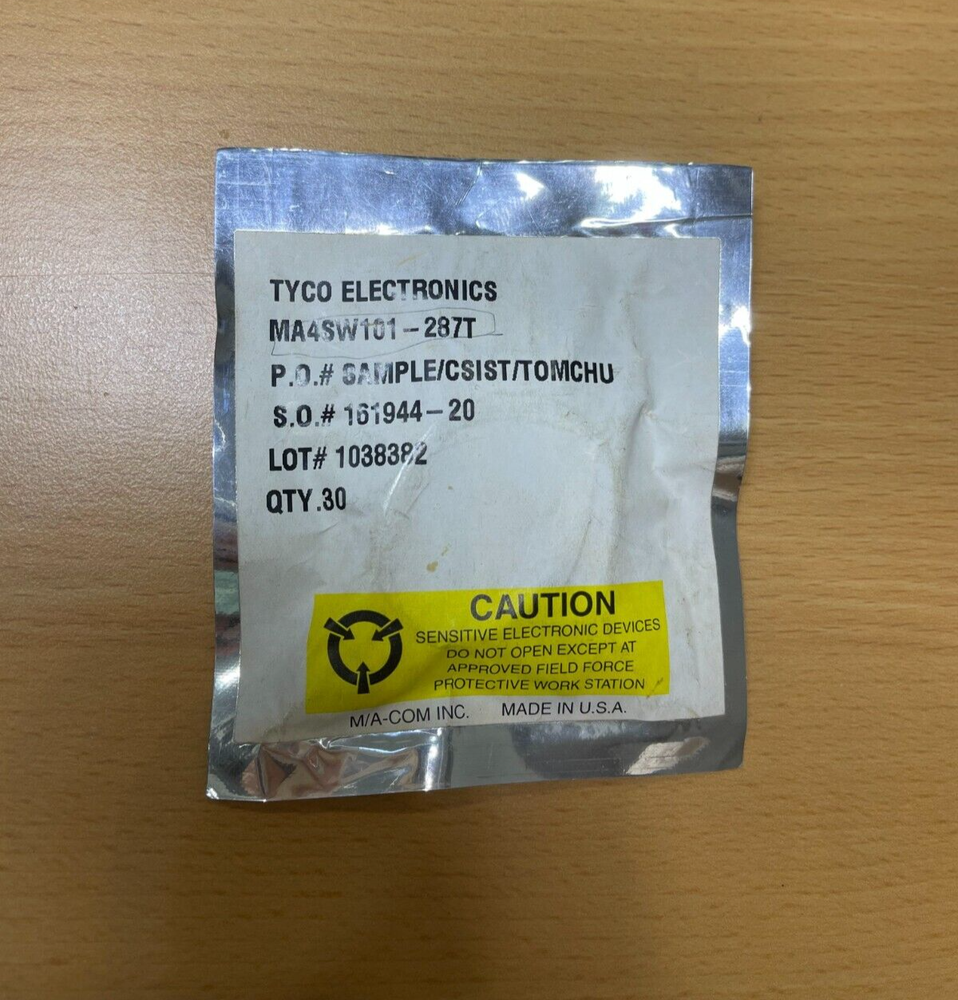 TYCO ELECTRONICS
MA4SW101-287T
P.O.# SAMPLE/CSIST/TOMCHU
S.O.# 161944-20
LOT# 1038382
QTY.30
CAUTION
SENSITIVE ELECTRONIC DEVICES
DO NOT OPEN EXCEPT AT
APPROVED FIELD FORCE
PROTECTIVE WORK STATION
M/A-COM INC. MADE IN U.S.A.